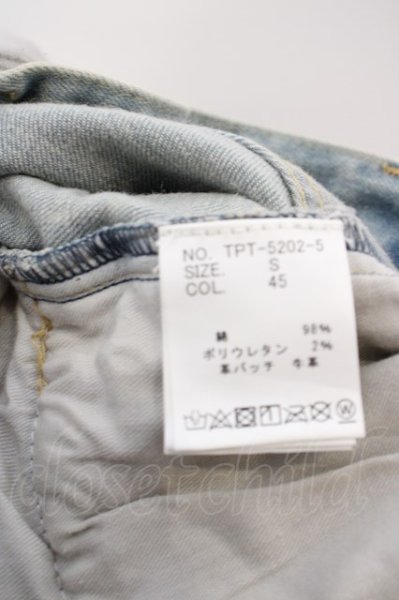 NO. TPT-5202-5
SIZE. S
COL. 45
綿 98%
ポリウレタン 2%
革パッチ 牛革
closetchild